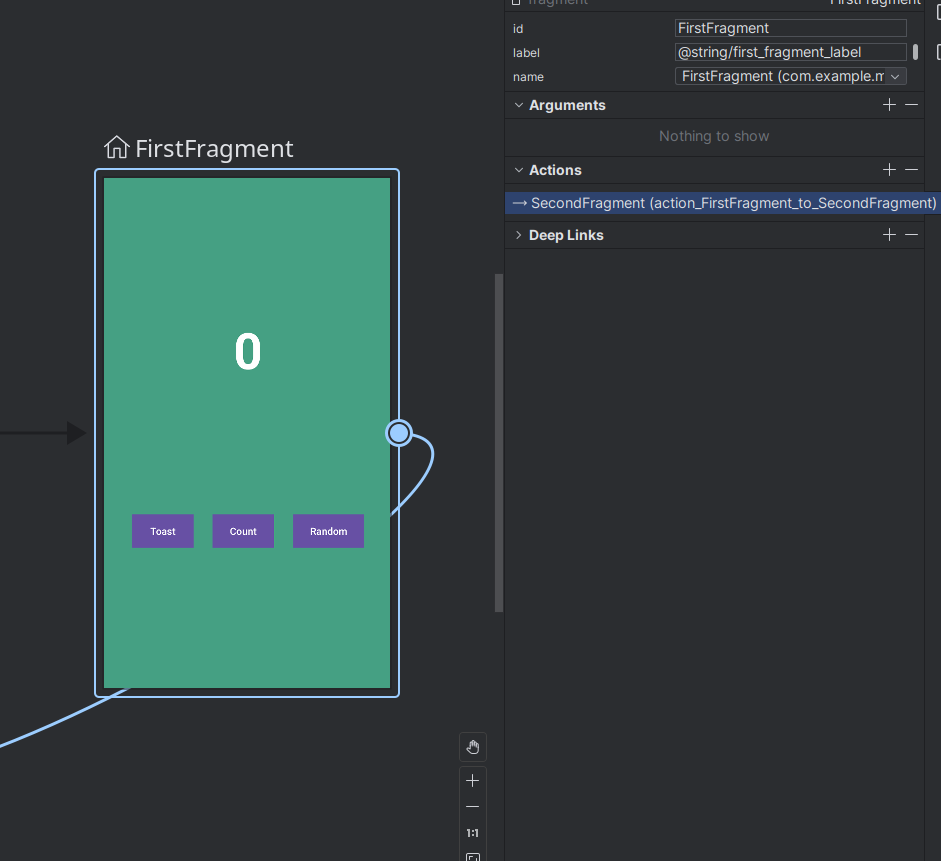 fragment
FirstFragment
id
FirstFragment
label
@string/first_fragment_label
name
FirstFragment (com.example.m
Arguments
Nothing to show
Actions
SecondFragment (action_FirstFragment_to_SecondFragment)
Deep Links
FirstFragment
0
Toast
Count
Random
1:1